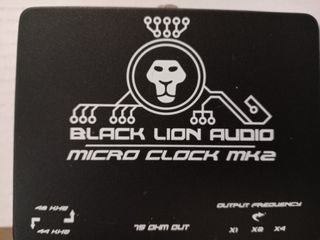 BLACK LION AUDIO
MICRO CLOCK MK2
48 KHZ
44 KHZ
75 OHM OUT
OUTPUT FREQUENCY
X1 X2 X4